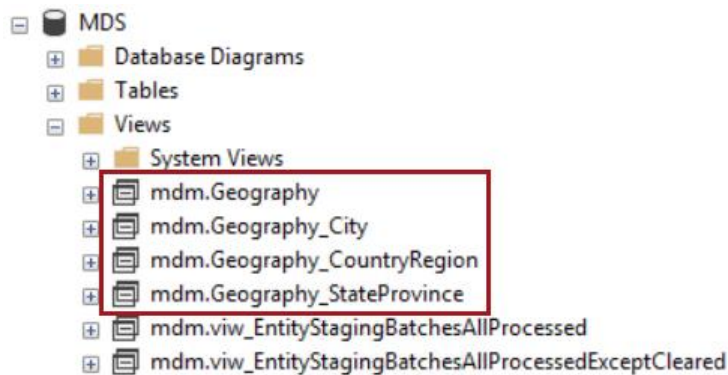 MDS
Database Diagrams
Tables
Views
System Views
mdm.Geography
mdm.Geography_City
mdm.Geography_CountryRegion
mdm.Geography_StateProvince
mdm.viw_EntityStagingBatchesAllProcessed
mdm.viw_EntityStagingBatchesAllProcessedExceptCleared